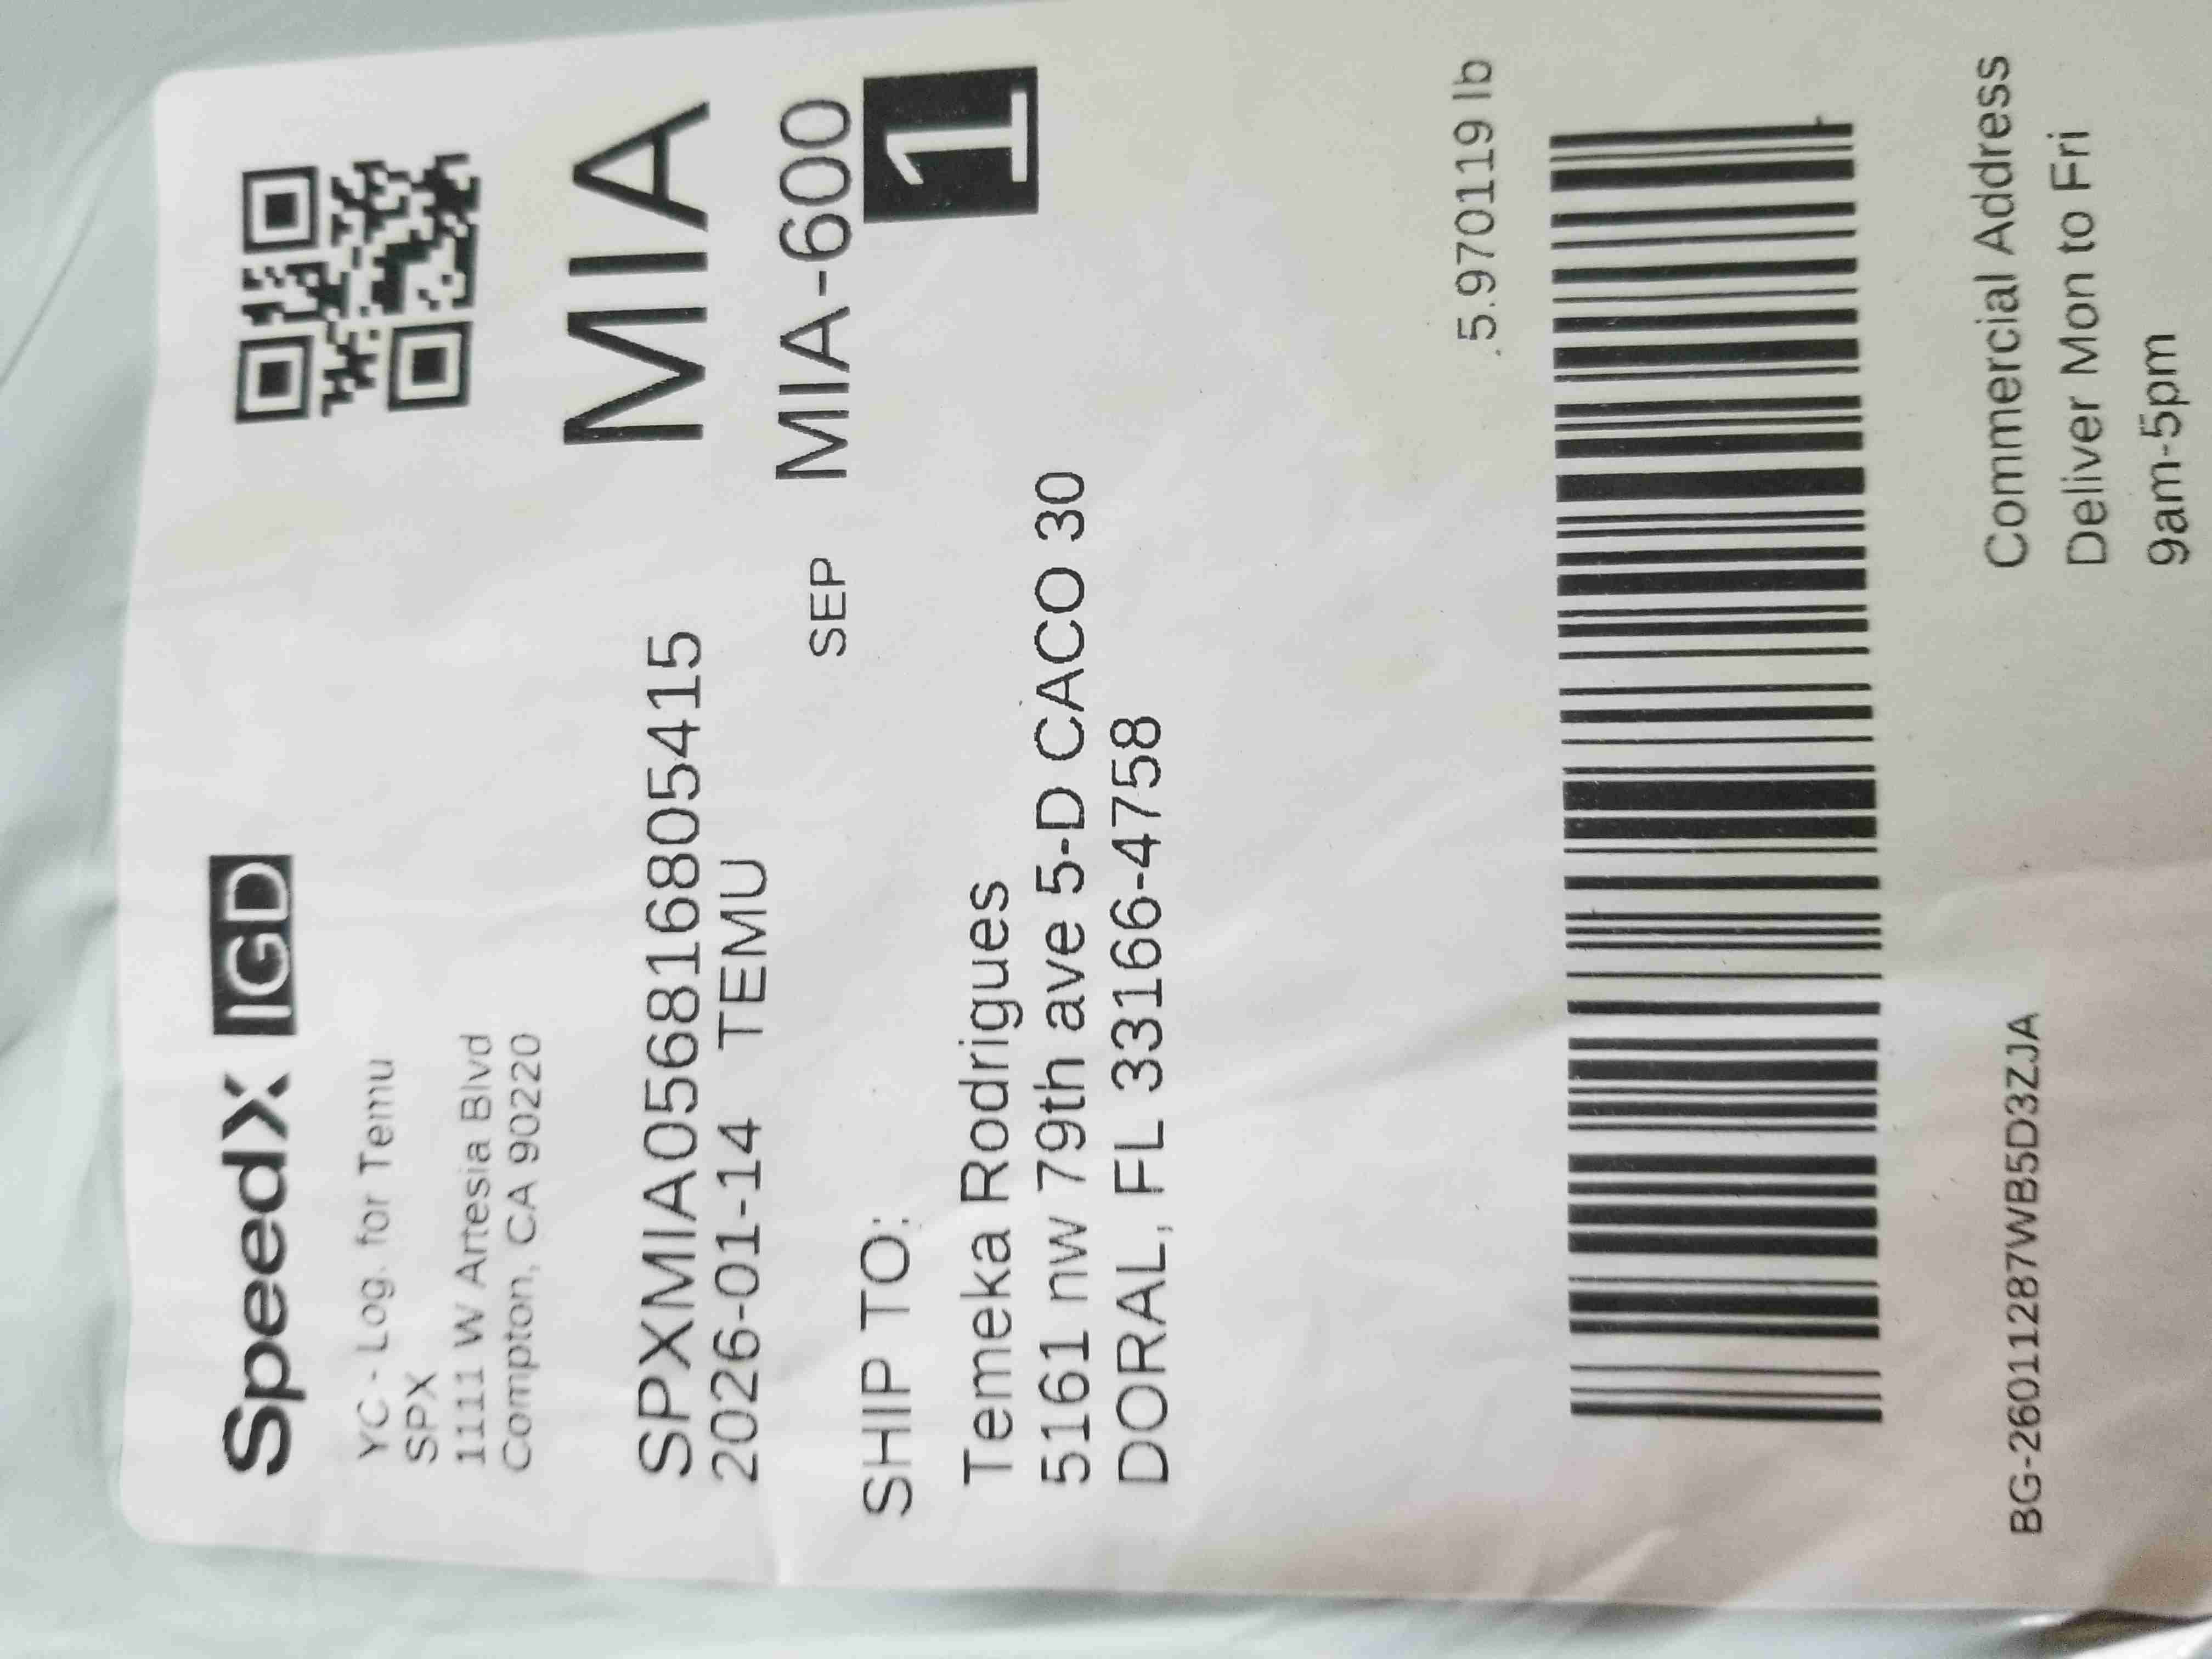 SpeedX IGD
YC - Log. for Temu
SPX
1111 W Artesia Blvd
Compton, CA 90220
MIA
SPXMIA056816805415
2026-01-14 TEMU
SEP MIA-600
1
SHIP TO:
Temeka Rodrigues
5161 nw 79th ave 5-D CACO 30
DORAL, FL 33166-4758
5.970119 lb
BG-26011287WB5D3ZJA
Commercial Address
Deliver Mon to Fri
9am-5pm